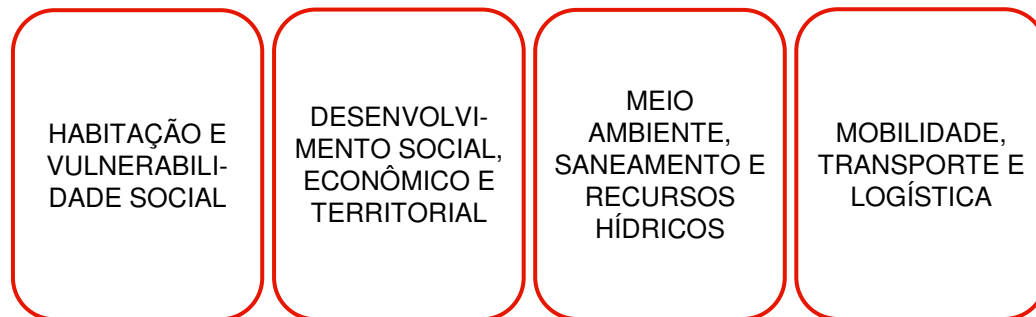 HABITAÇÃO E
VULNERABILI-
DADE SOCIAL
DESENVOLVI-
MENTO SOCIAL,
ECONÔMICO E
TERRITORIAL
MEIO
AMBIENTE,
SANEAMENTO E
RECURSOS
HÍDRICOS
MOBILIDADE,
TRANSPORTE E
LOGÍSTICA